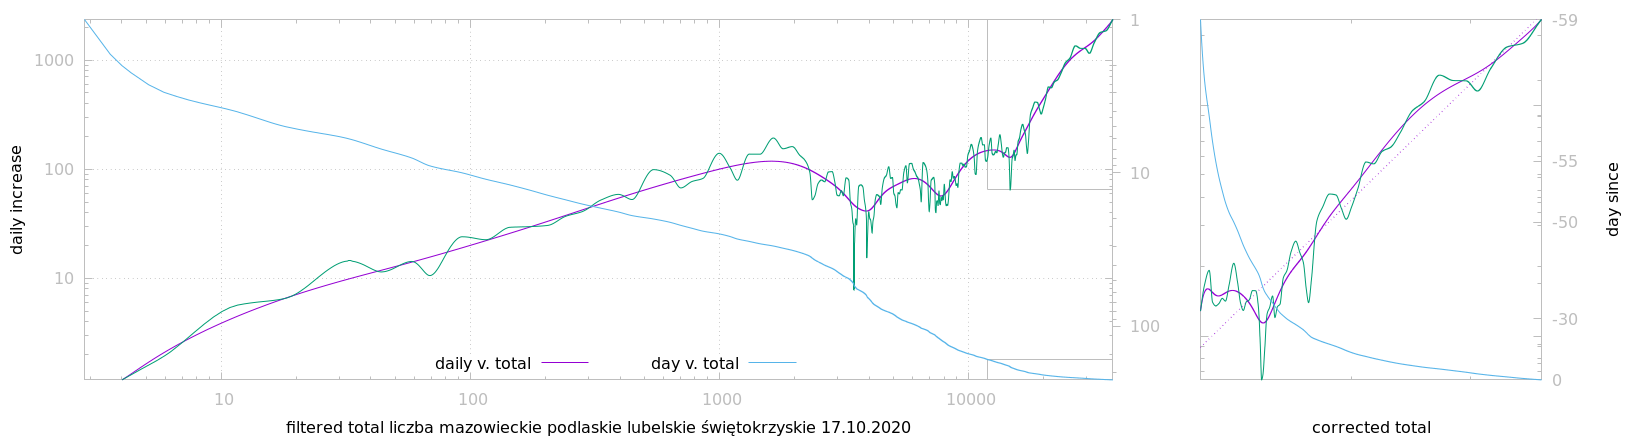 daily increase
1000
100
10
1
10
100
daily v. total
day v. total
10
100
1000
10000
filtered total liczba mazowieckie podlaskie lubelskie świętokrzyskie 17.10.2020
-59
-55
-50
-30
0
day since
corrected total